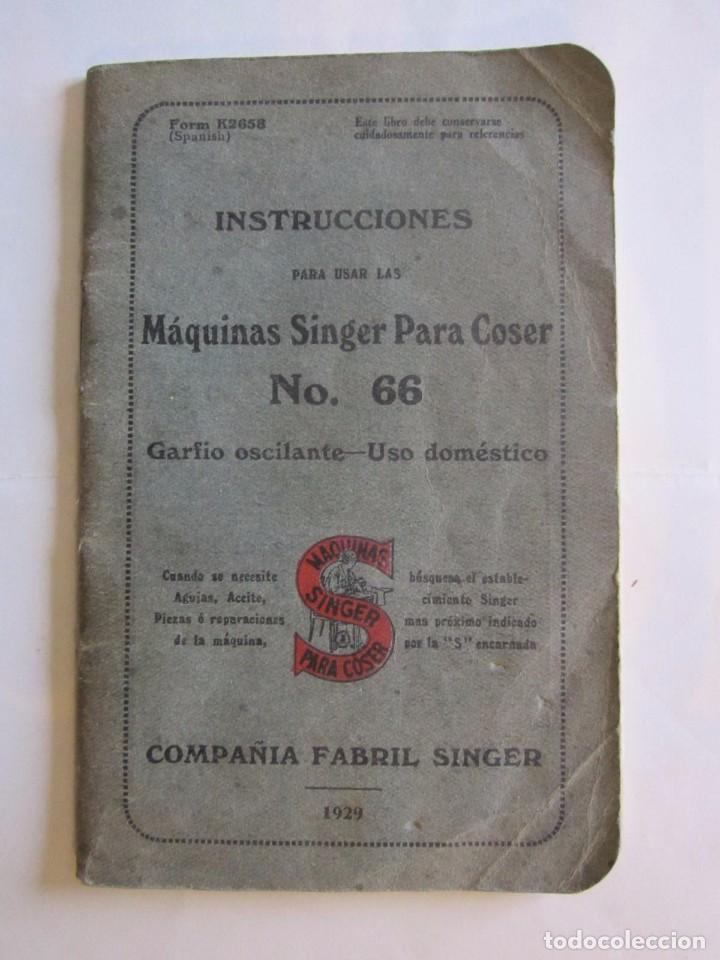 Form K2658
(Spanish)
Este libro debe conservarse
cuidadosamente para referencias
INSTRUCCIONES
PARA USAR LAS
Máquinas Singer Para Coser
No. 66
Garfio oscilante—Uso doméstico
Cuando se necesite
Agujas, Aceite,
Piezas ó reparaciones
de la máquina,
MAQUINAS
SINGER
PARA COSER
búsquese el estable-
cimiento Singer
mas próximo indicado
por la "S" encarnada
COMPAÑIA FABRIL SINGER
1929
todocoleccion
todocoleccion.net